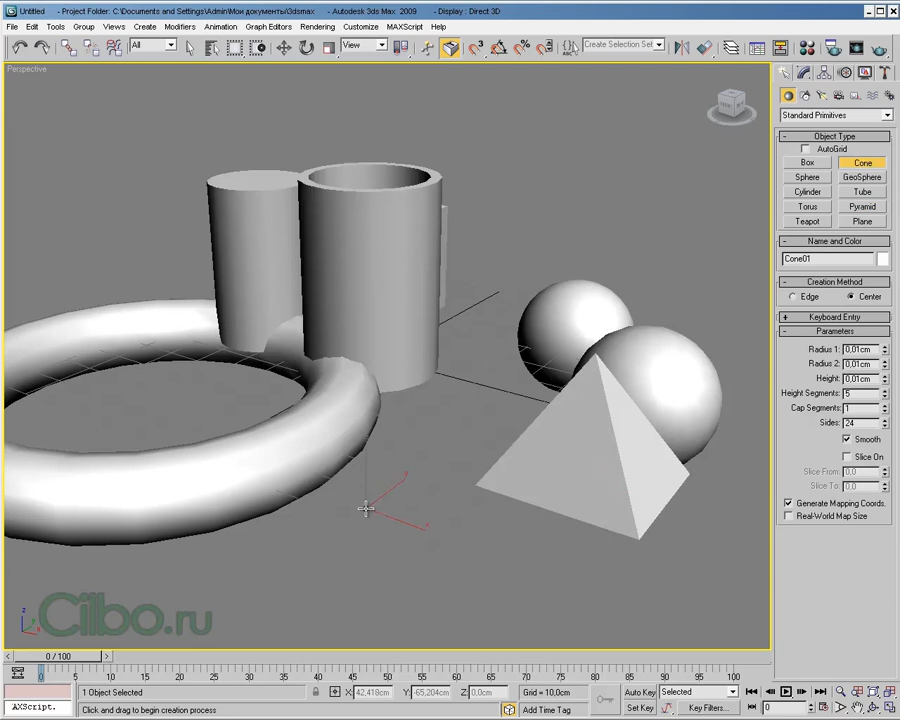 Untitled - Project Folder: C:\Documents and Settings\Admin\Мои документы\3dsmax - Autodesk 3ds Max 2009 - Display : Direct 3D
File Edit Tools Group Views Create Modifiers Animation Graph Editors Rendering Customize MAXScript Help
All View Create Selection Set
Perspective
Standard Primitives
Object Type
AutoGrid
Box Cone
Sphere GeoSphere
Cylinder Tube
Torus Pyramid
Teapot Plane
Name and Color
Cone01
Creation Method
Edge Center
Keyboard Entry
Parameters
Radius 1: 0,01cm
Radius 2: 0,01cm
Height: 0,01cm
Height Segments: 5
Cap Segments: 1
Sides: 24
Smooth
Slice On
Slice From: 0.0
Slice To: 0.0
Generate Mapping Coords.
Real-World Map Size
Cilbo.ru
0 / 100
0 5 10 15 20 25 30 35 40 45 50 55 60 65 70 75 80 85 90 95 100
1 Object Selected X: 42,418cm Y: -65,204cm Z: 0,0cm Grid = 10,0cm Auto Key Selected
'AXScript. Click and drag to begin creation process Add Time Tag Set Key Key Filters... 0